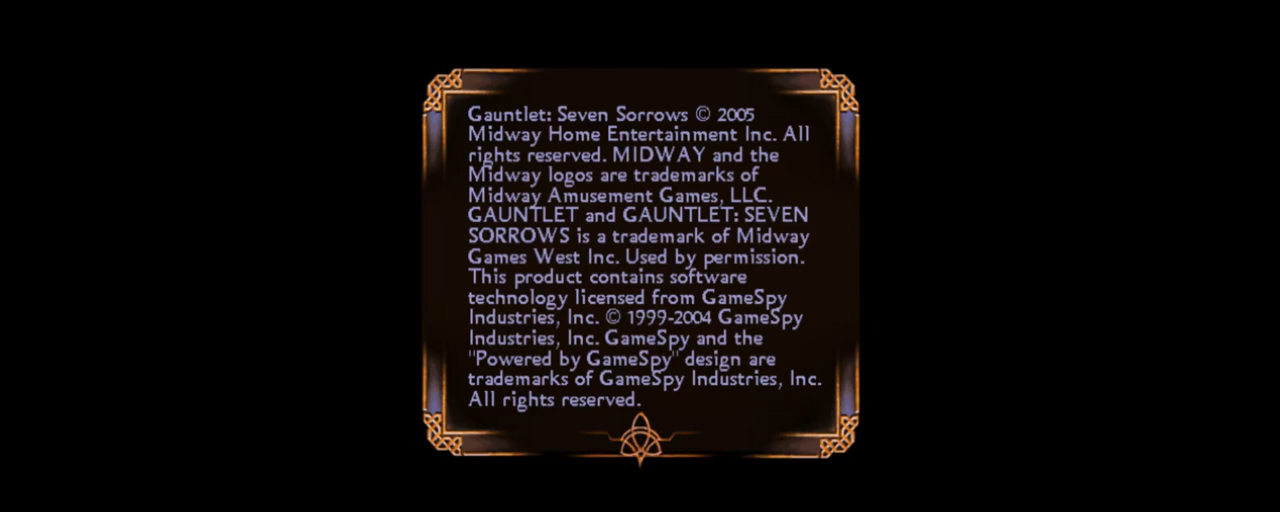 Gauntlet: Seven Sorrows © 2005
Midway Home Entertainment Inc. All
rights reserved. MIDWAY and the
Midway logos are trademarks of
Midway Amusement Games, LLC.
GAUNTLET and GAUNTLET: SEVEN
SORROWS is a trademark of Midway
Games West Inc. Used by permission.
This product contains software
technology licensed from GameSpy
Industries, Inc. © 1999-2004 GameSpy
Industries, Inc. GameSpy and the
"Powered by GameSpy" design are
trademarks of GameSpy Industries, Inc.
All rights reserved.